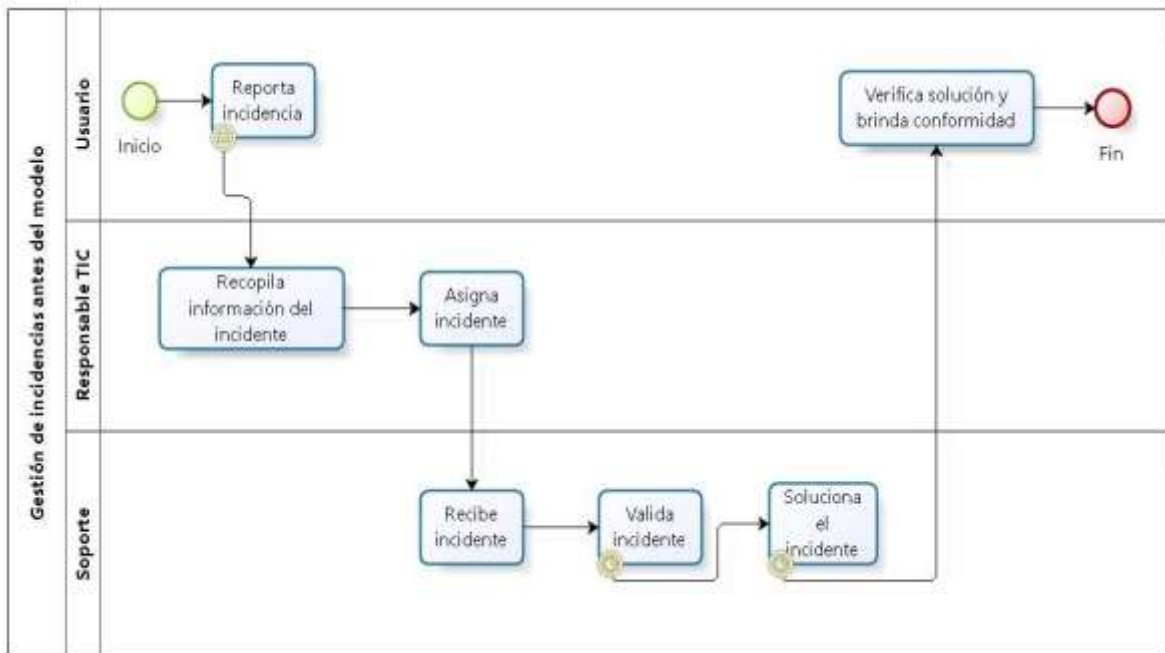 Gestión de incidencias antes del modelo
Usuario
Inicio
Reporta
incidencia
Verifica solución y
brinda conformidad
Fin
Responsable TIC
Recopila
información del
incidente
Asigna
incidente
Soporte
Recibe
incidente
Valida
incidente
Soluciona
el
incidente